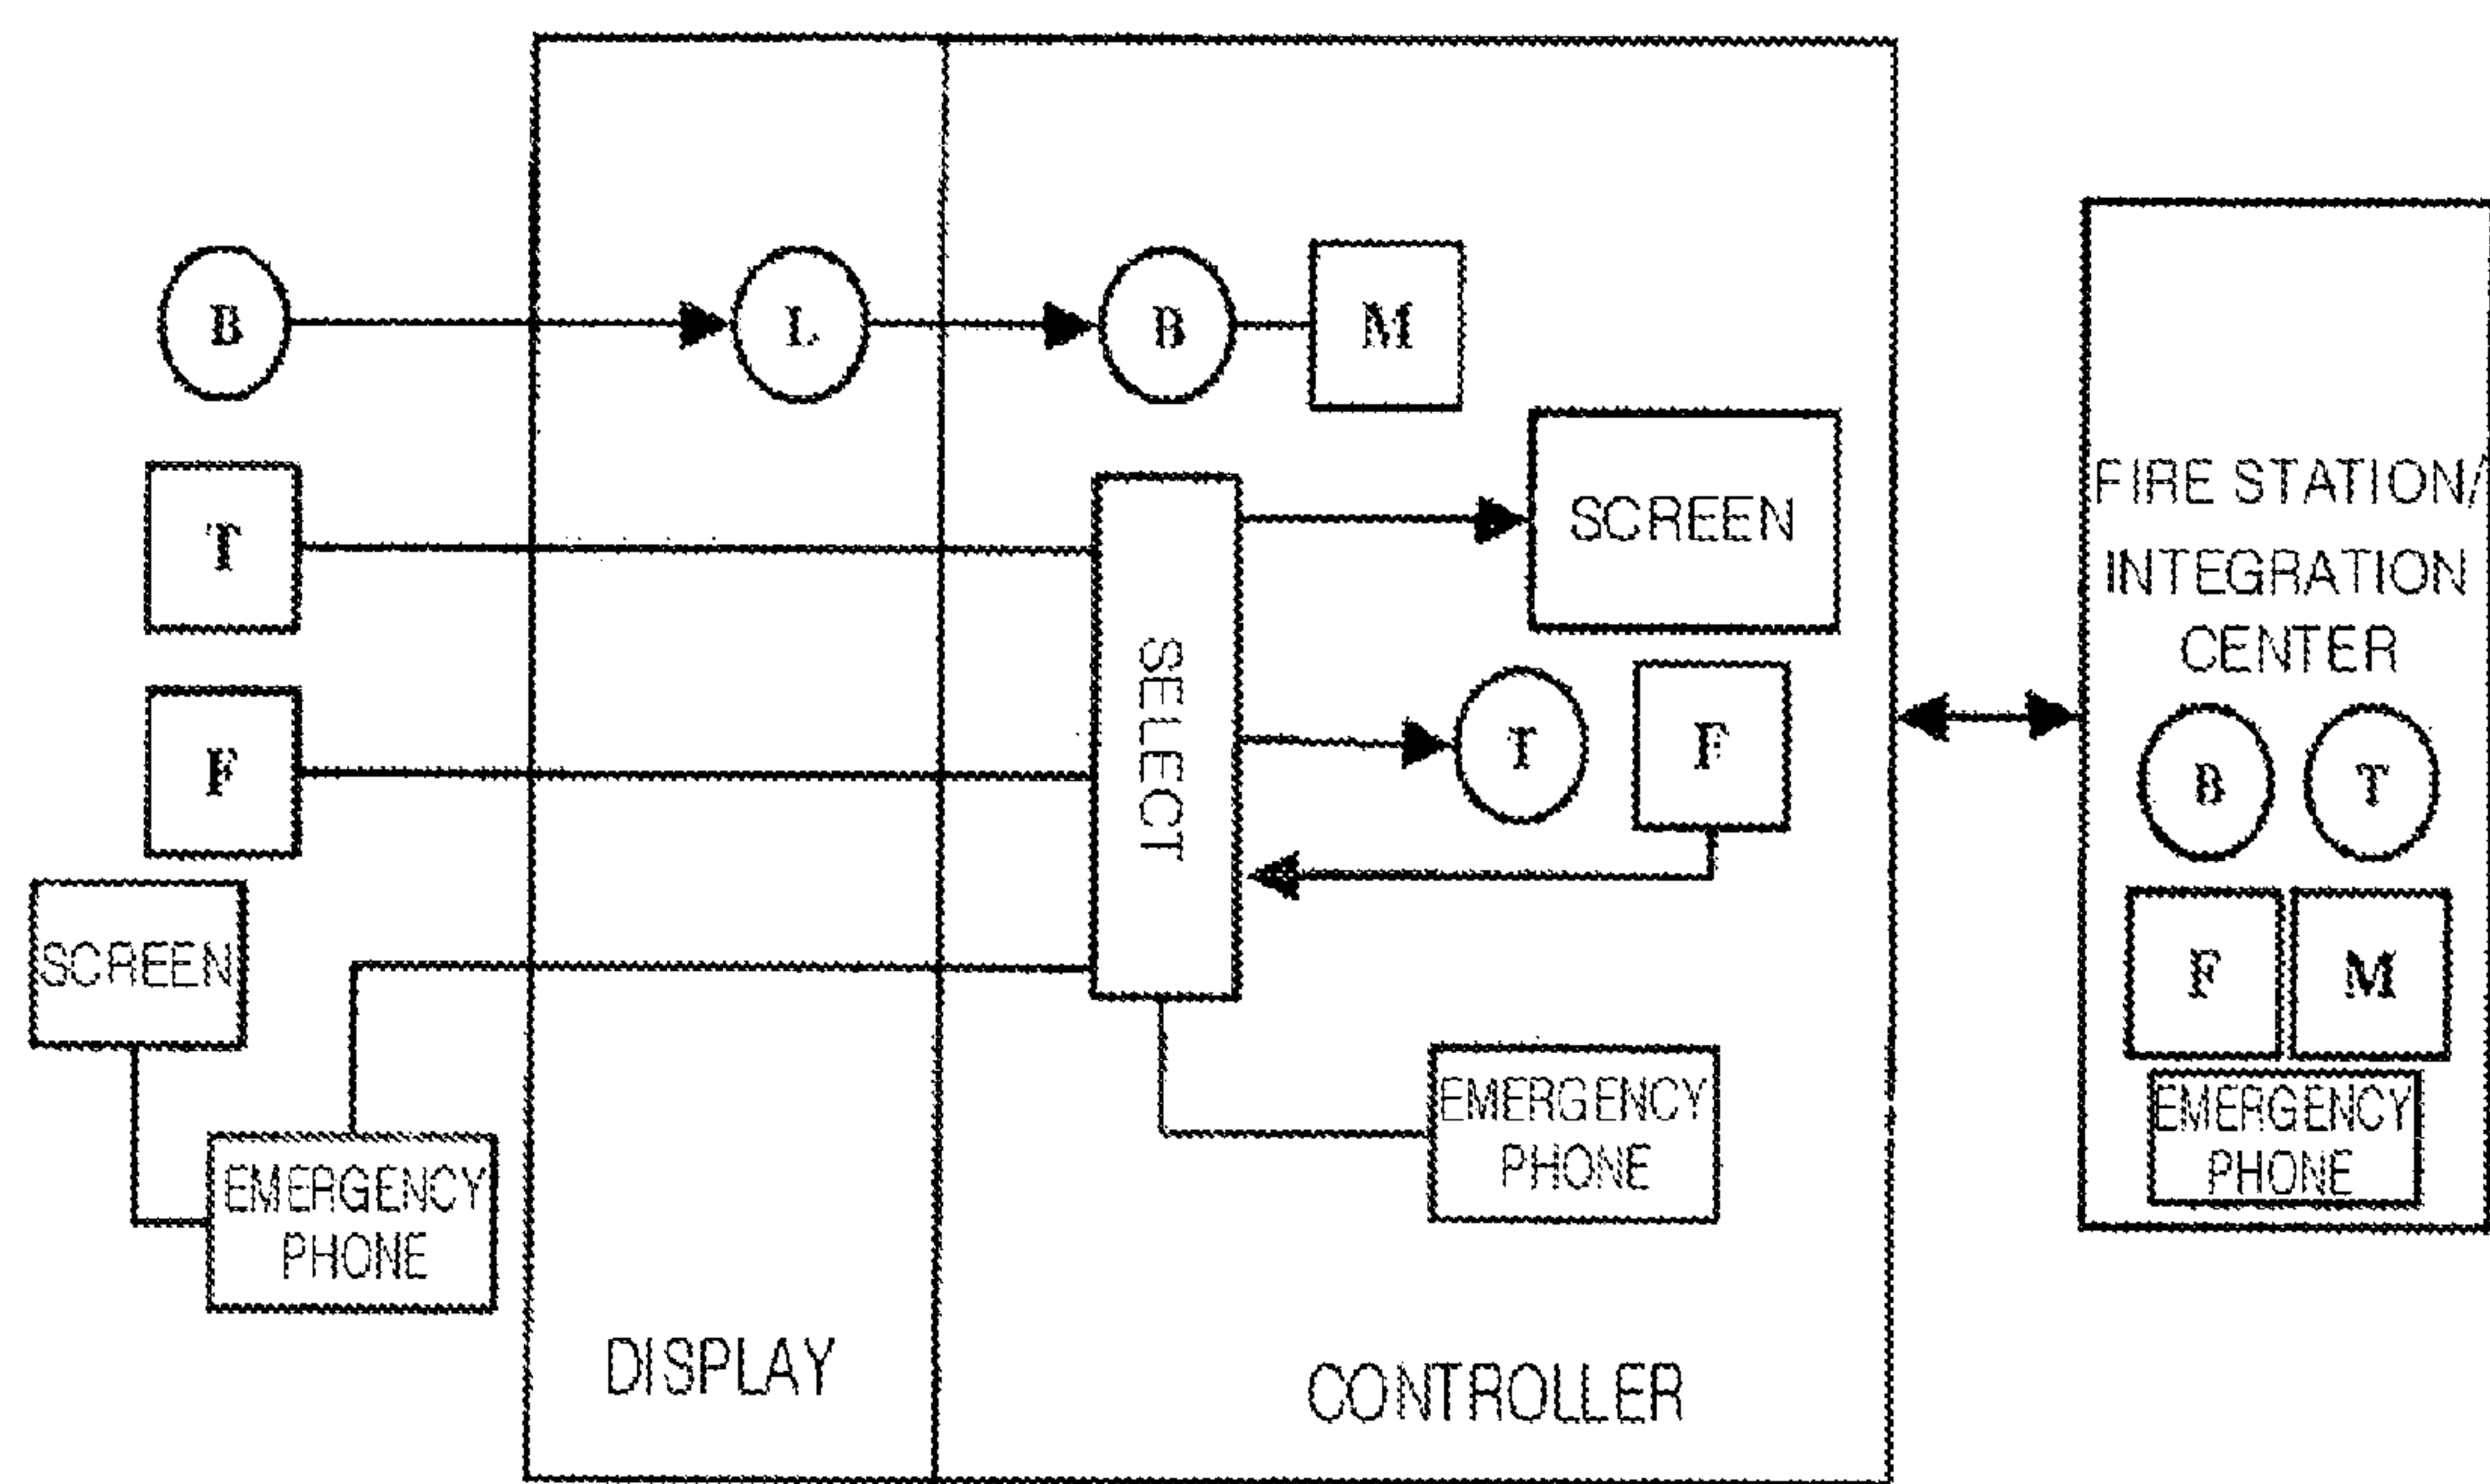 B
L
B
M
T
F
SCREEN
EMERGENCY
PHONE
DISPLAY
SELECT
SCREEN
T
F
EMERGENCY
PHONE
CONTROLLER
FIRE STATION/
INTEGRATION
CENTER
B
T
F
M
EMERGENCY
PHONE